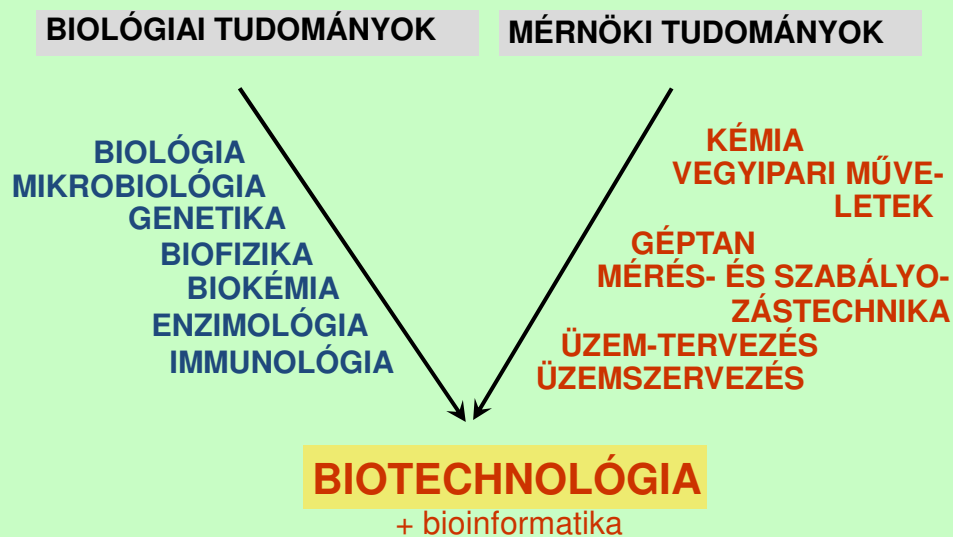 BIOLÓGIAI TUDOMÁNYOK
MÉRNÖKI TUDOMÁNYOK
BIOLÓGIA
MIKROBIOLÓGIA
GENETIKA
BIOFIZIKA
BIOKÉMIA
ENZIMOLÓGIA
IMMUNOLÓGIA
KÉMIA
VEGYIPARI MŰVE-
LETEK
GÉPTAN
MÉRÉS- ÉS SZABÁLYO-
ZÁSTECHNIKA
ÜZEM-TERVEZÉS
ÜZEMSZERVEZÉS
BIOTECHNOLÓGIA
+ bioinformatika